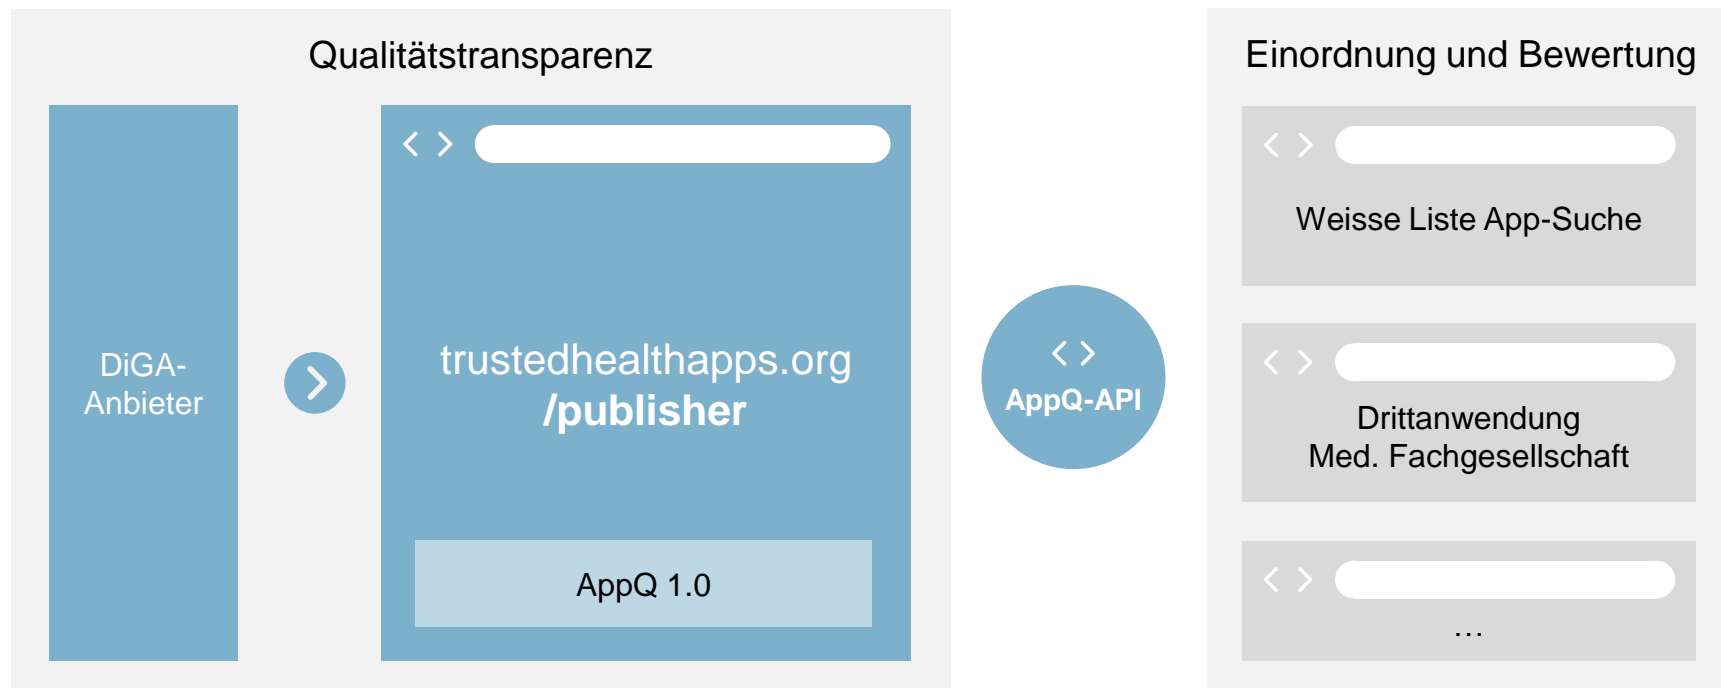 Qualitätstransparenz
DiGA-
Anbieter
trustedhealthapps.org
/publisher
AppQ 1.0
AppQ-API
Einordnung und Bewertung
Weisse Liste App-Suche
Drittanwendung
Med. Fachgesellschaft
…